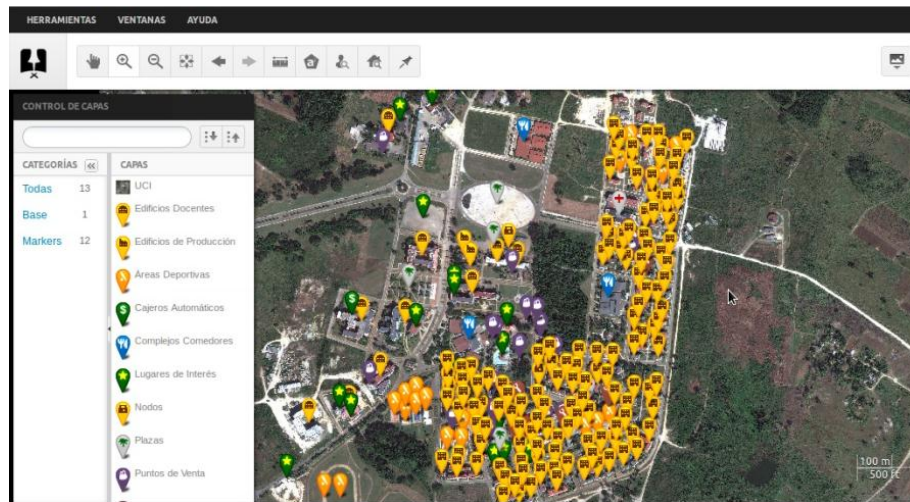 HERRAMIENTAS VENTANAS AYUDA
CONTROL DE CAPAS
CATEGORÍAS
Todas 13
Base 1
Markers 12
CAPAS
UCI
Edificios Docentes
Edificios de Producción
Áreas Deportivas
Cajeros Automáticos
Complejos Comedores
Lugares de Interés
Nodos
Plazas
Puntos de Venta
100 m
500 ft